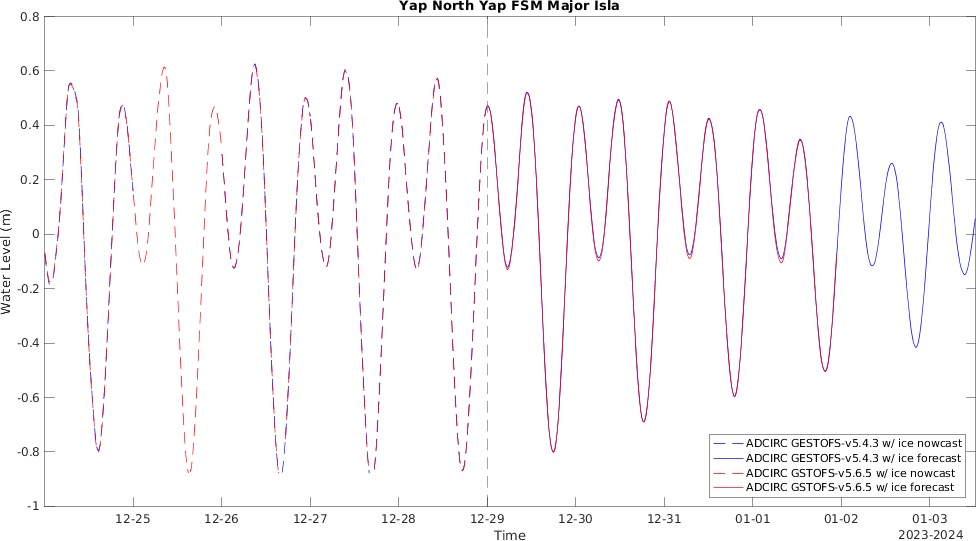 Yap North Yap FSM Major Isla
0.8
0.6
0.4
0.2
0
-0.2
-0.4
-0.6
-0.8
-1
Water Level (m)
ADCIRC GESTOFS-v5.4.3 w/ ice nowcast
ADCIRC GESTOFS-v5.4.3 w/ ice forecast
ADCIRC GSTOFS-v5.6.5 w/ ice nowcast
ADCIRC GSTOFS-v5.6.5 w/ ice forecast
12-25 12-26 12-27 12-28 12-29 12-30 12-31 01-01 01-02 01-03
Time
2023-2024